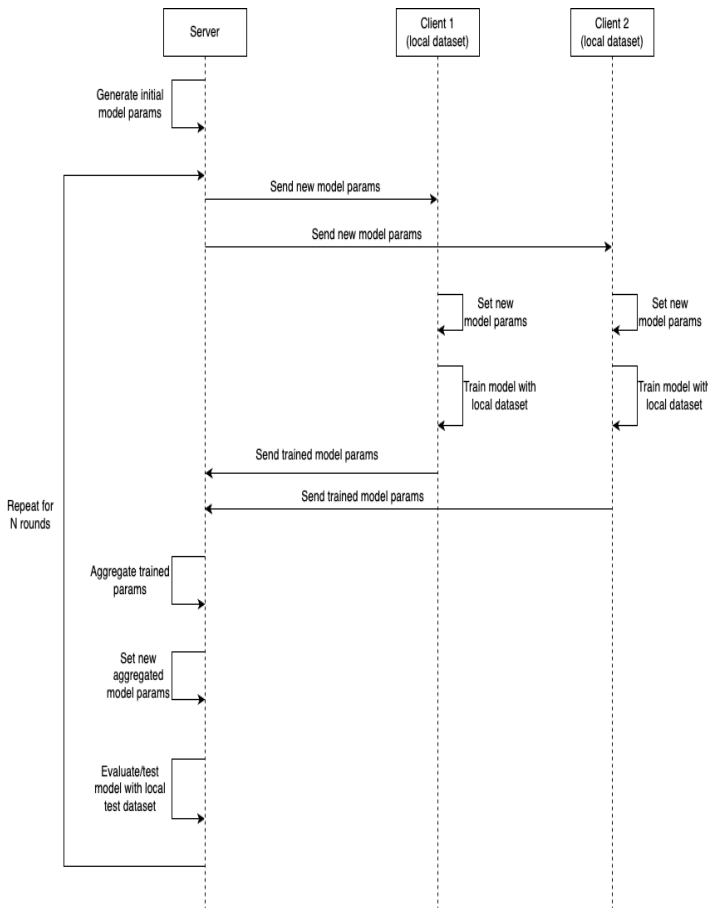 Server
Client 1
(local dataset)
Client 2
(local dataset)
Generate initial
model params
Send new model params
Send new model params
Set new
model params
Set new
model params
Train model with
local dataset
Train model with
local dataset
Send trained model params
Send trained model params
Repeat for
N rounds
Aggregate trained
params
Set new
aggregated
model params
Evaluate/test
model with local
test dataset